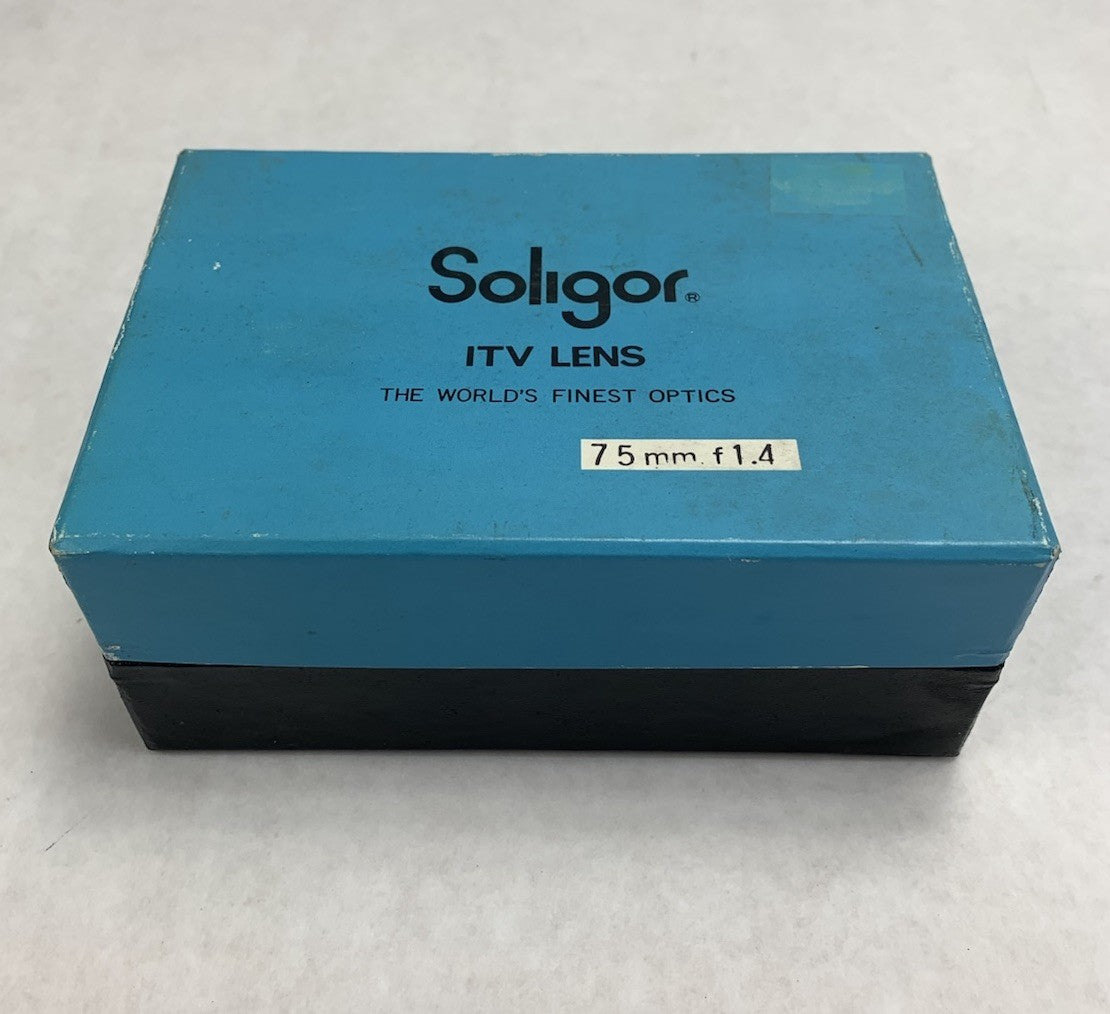 Soligor®
ITV LENS
THE WORLD'S FINEST OPTICS
75mm f1.4